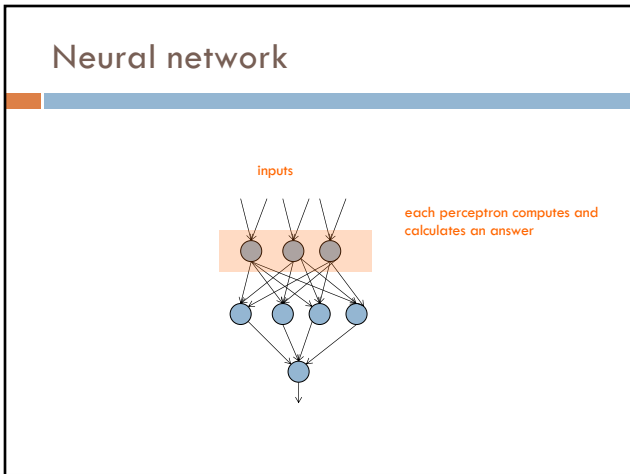 Neural network
inputs
each perceptron computes and
calculates an answer